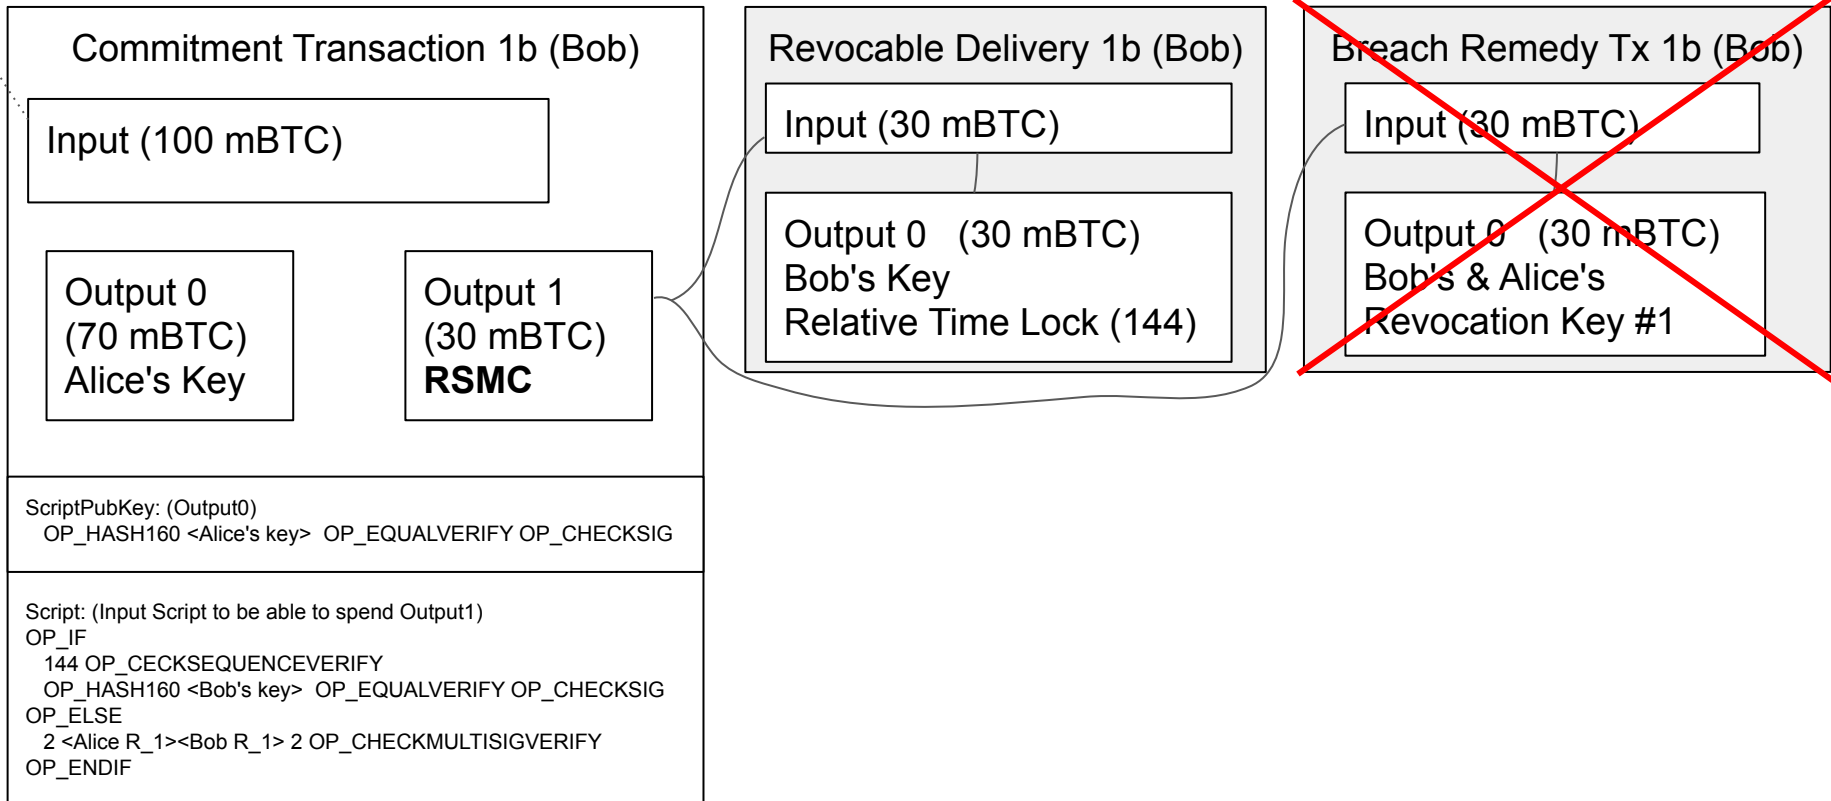 Commitment Transaction 1b (Bob)
Input (100 mBTC)
Output 0
(70 mBTC)
Alice's Key
Output 1
(30 mBTC)
RSMC
ScriptPubKey: (Output0)
OP_HASH160 <Alice's key>  OP_EQUALVERIFY OP_CHECKSIG
Script: (Input Script to be able to spend Output1)
OP_IF
144 OP_CECKSEQUENCEVERIFY
OP_HASH160 <Bob's key>  OP_EQUALVERIFY OP_CHECKSIG
OP_ELSE
2 <Alice R_1><Bob R_1> 2 OP_CHECKMULTISIGVERIFY
OP_ENDIF
Revocable Delivery 1b (Bob)
Input (30 mBTC)
Output 0   (30 mBTC)
Bob's Key
Relative Time Lock (144)
Breach Remedy Tx 1b (Bob)
Input (30 mBTC)
Output 0   (30 mBTC)
Bob's & Alice's
Revocation Key #1